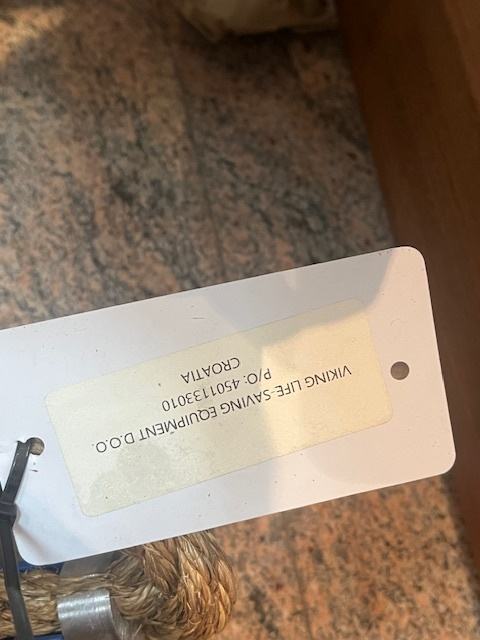 VIKING LIFE-SAVING EQUIPMENT D.O.O.
P/O: 4501133010
CROATIA